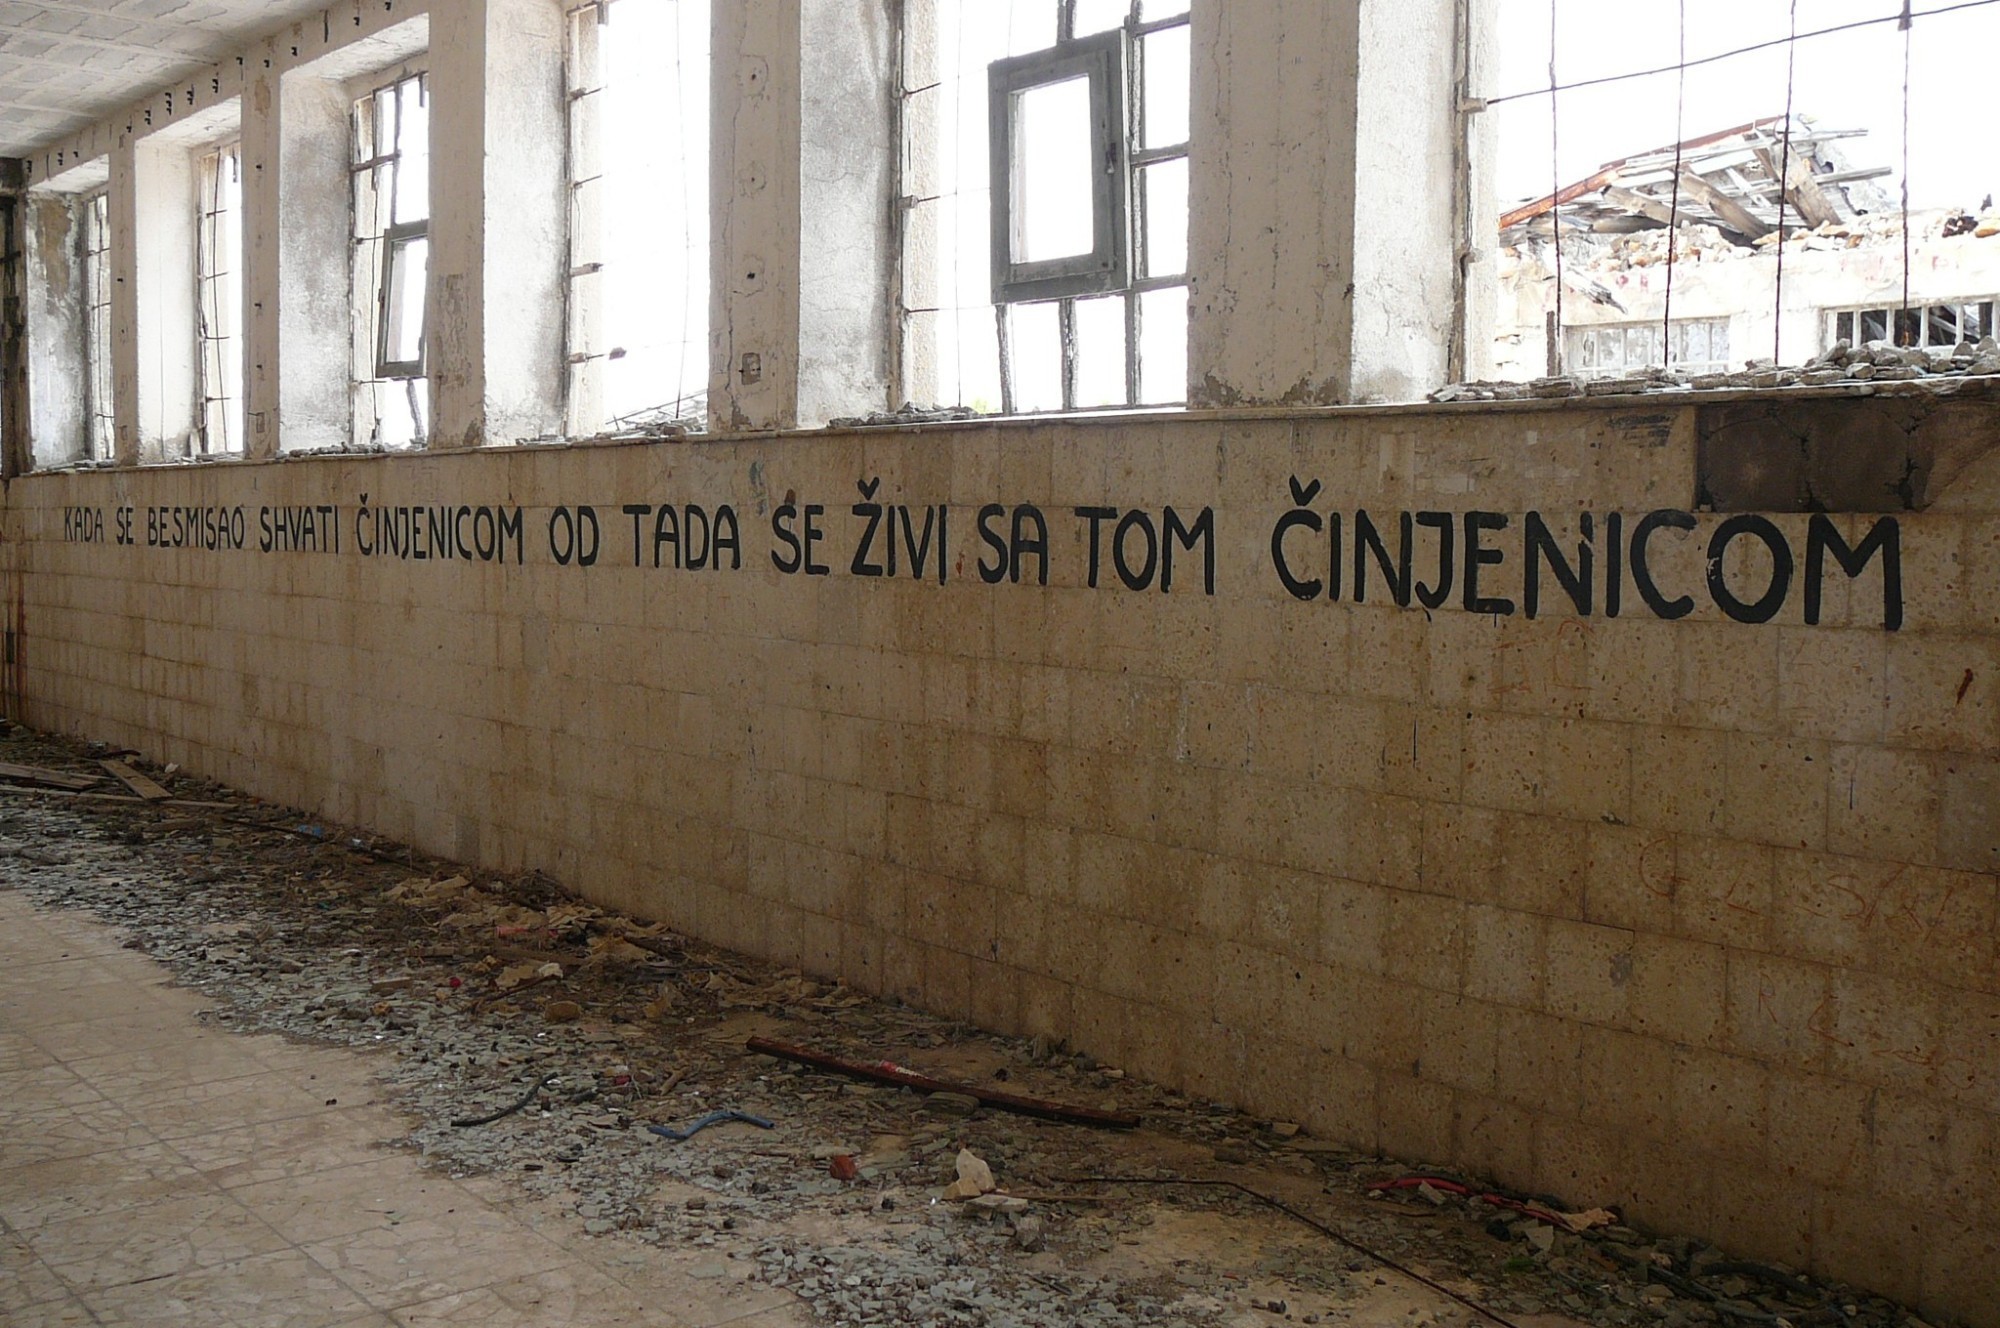 KADA SE BESMISAO SHVATI ČINJENICOM OD TADA SE ŽIVI SA TOM ČINJENICOM